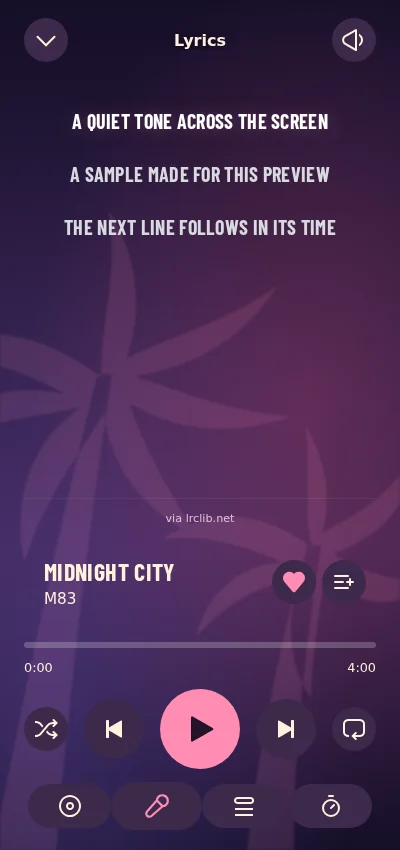 Lyrics
A QUIET TONE ACROSS THE SCREEN
A SAMPLE MADE FOR THIS PREVIEW
THE NEXT LINE FOLLOWS IN ITS TIME
via lrclib.net
MIDNIGHT CITY
M83
0:00
4:00